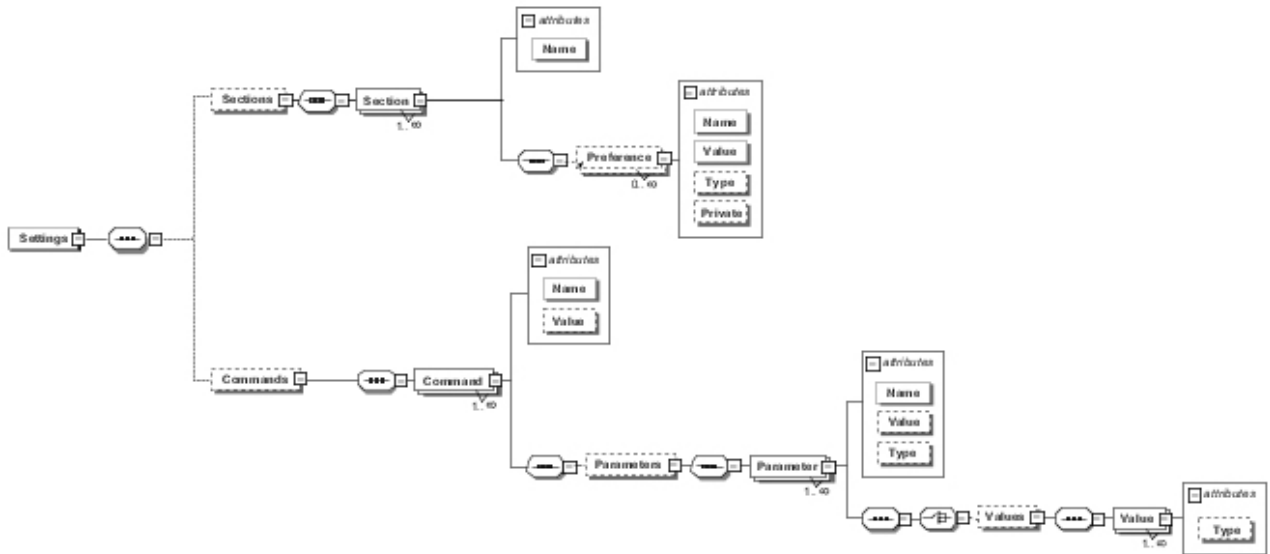 attributes
Name
Sections
Section
1..∞
attributes
Name
Value
Type
Private
Preference
0..∞
Settings
attributes
Name
Value
Commands
Command
1..∞
attributes
Name
Value
Type
Parameters
Parameter
1..∞
attributes
Type
Values
Value
1..∞